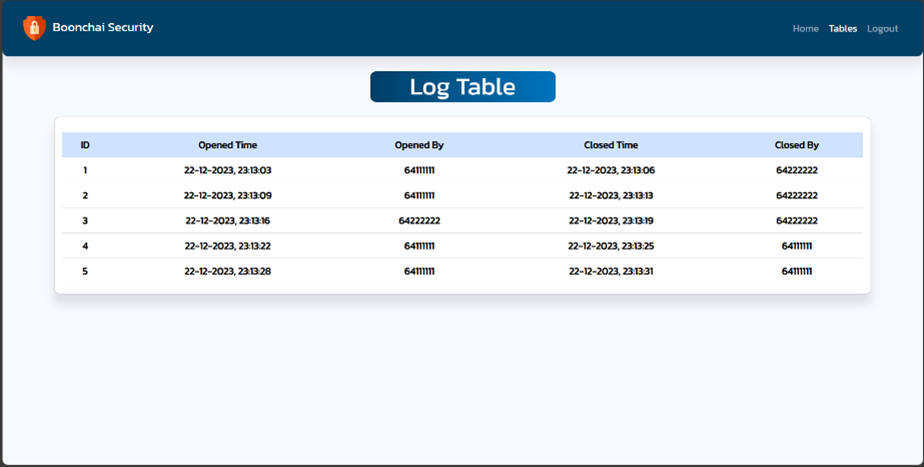 Boonchai Security
Home Tables Logout
Log Table
ID Opened Time Opened By Closed Time Closed By
1 22-12-2023, 23:13:03 64111111 22-12-2023, 23:13:06 64222222
2 22-12-2023, 23:13:09 64111111 22-12-2023, 23:13:13 64222222
3 22-12-2023, 23:13:16 64222222 22-12-2023, 23:13:19 64222222
4 22-12-2023, 23:13:22 64111111 22-12-2023, 23:13:25 64111111
5 22-12-2023, 23:13:28 64111111 22-12-2023, 23:13:31 64111111